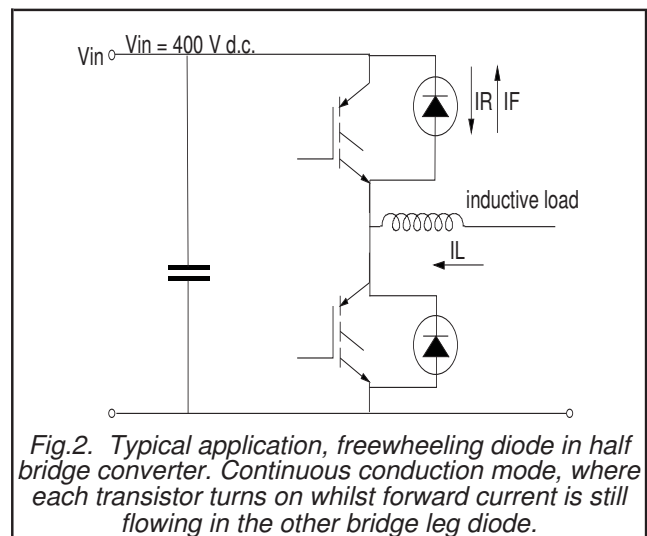 Vin Vin = 400 V d.c.
IR IF
inductive load
IL
Fig.2. Typical application, freewheeling diode in half
bridge converter. Continuous conduction mode, where
each transistor turns on whilst forward current is still
flowing in the other bridge leg diode.